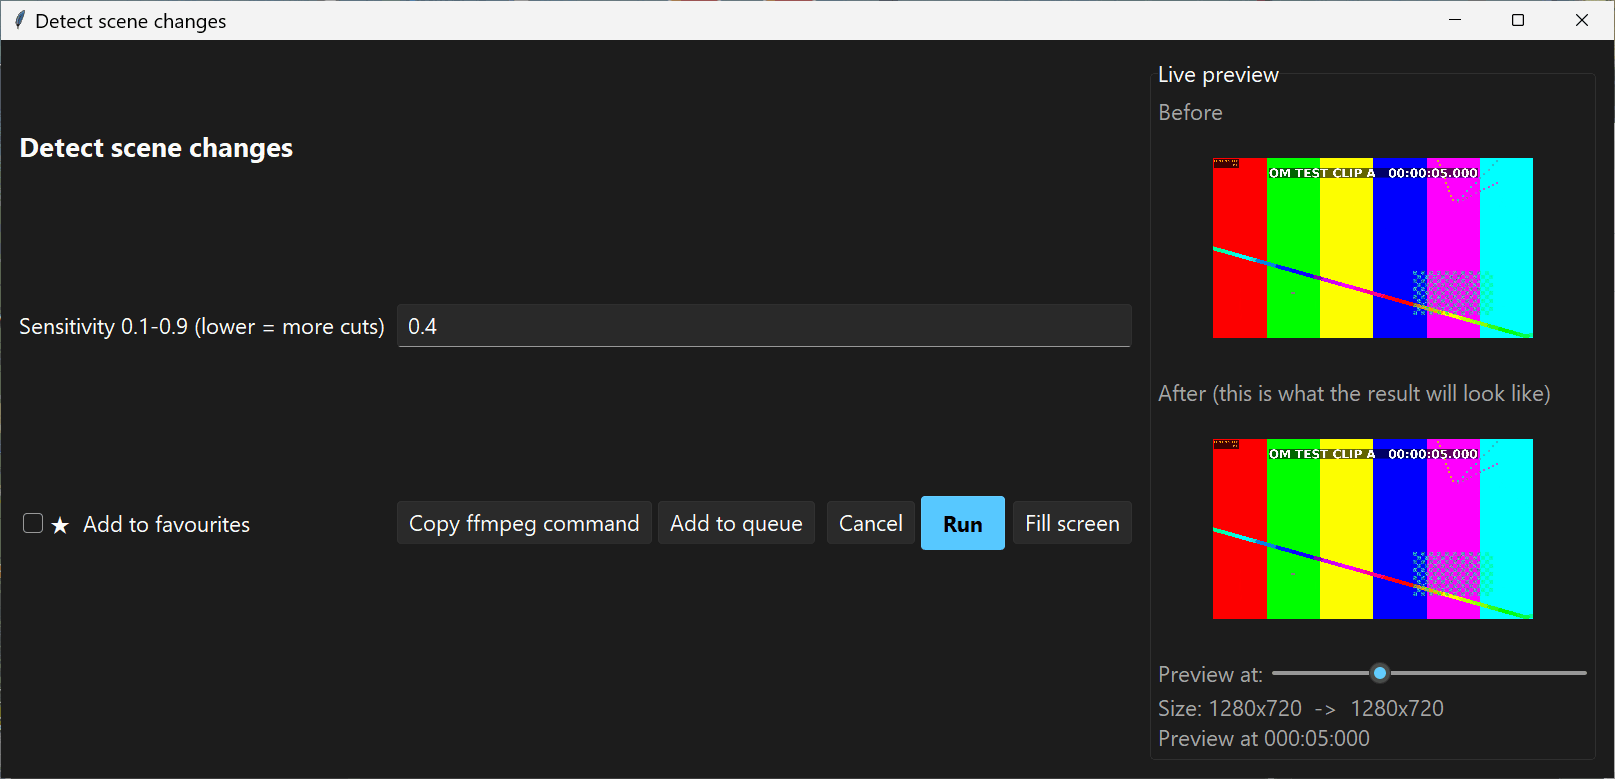 Detect scene changes
Detect scene changes
Sensitivity 0.1-0.9 (lower = more cuts) 0.4
★ Add to favourites Copy ffmpeg command Add to queue Cancel Run Fill screen
Live preview
Before
OM TEST CLIP A 00:00:05.000
After (this is what the result will look like)
OM TEST CLIP A 00:00:05.000
Preview at:
Size: 1280x720 -> 1280x720
Preview at 000:05:000